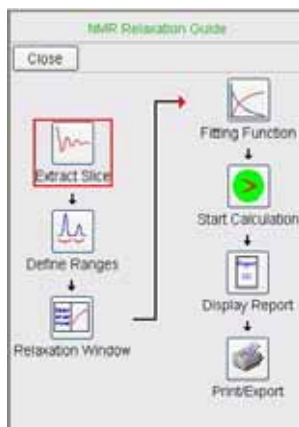 NMR Relaxation Guide
Close
Extract Slice
Define Ranges
Relaxation Window
Fitting Function
Start Calculation
Display Report
Print/Export